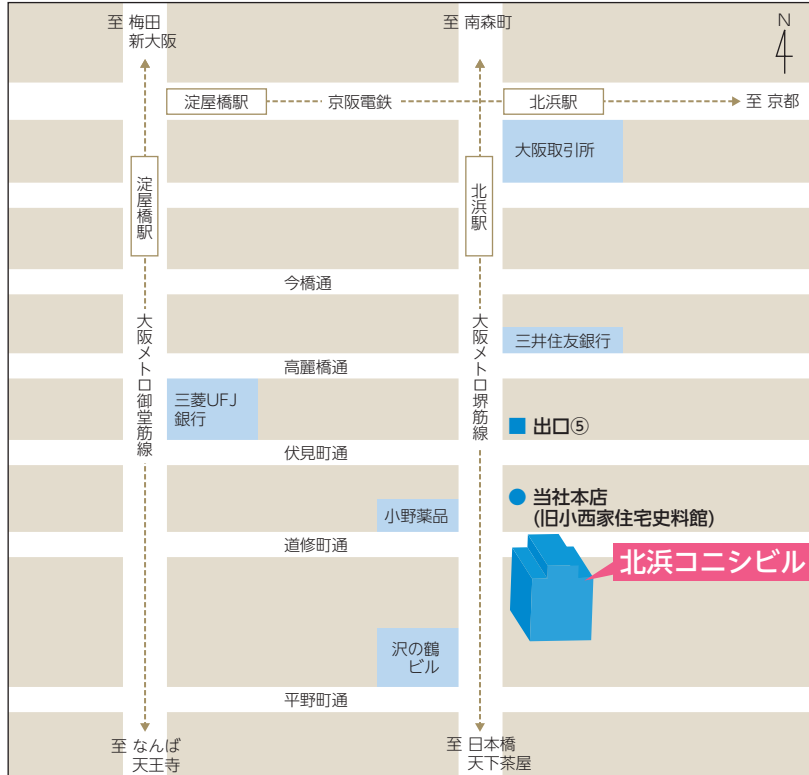 至 梅田
新大阪
至 南森町
N
淀屋橋駅
京阪電鉄
北浜駅
至 京都
大阪取引所
淀屋橋駅
北浜駅
今橋通
大阪メトロ御堂筋線
大阪メトロ堺筋線
三井住友銀行
高麗橋通
三菱UFJ
銀行
出口⑤
伏見町通
当社本店
(旧小西家住宅史料館)
小野薬品
道修町通
北浜コニシビル
沢の鶴
ビル
平野町通
至 なんば
天王寺
至 日本橋
天下茶屋